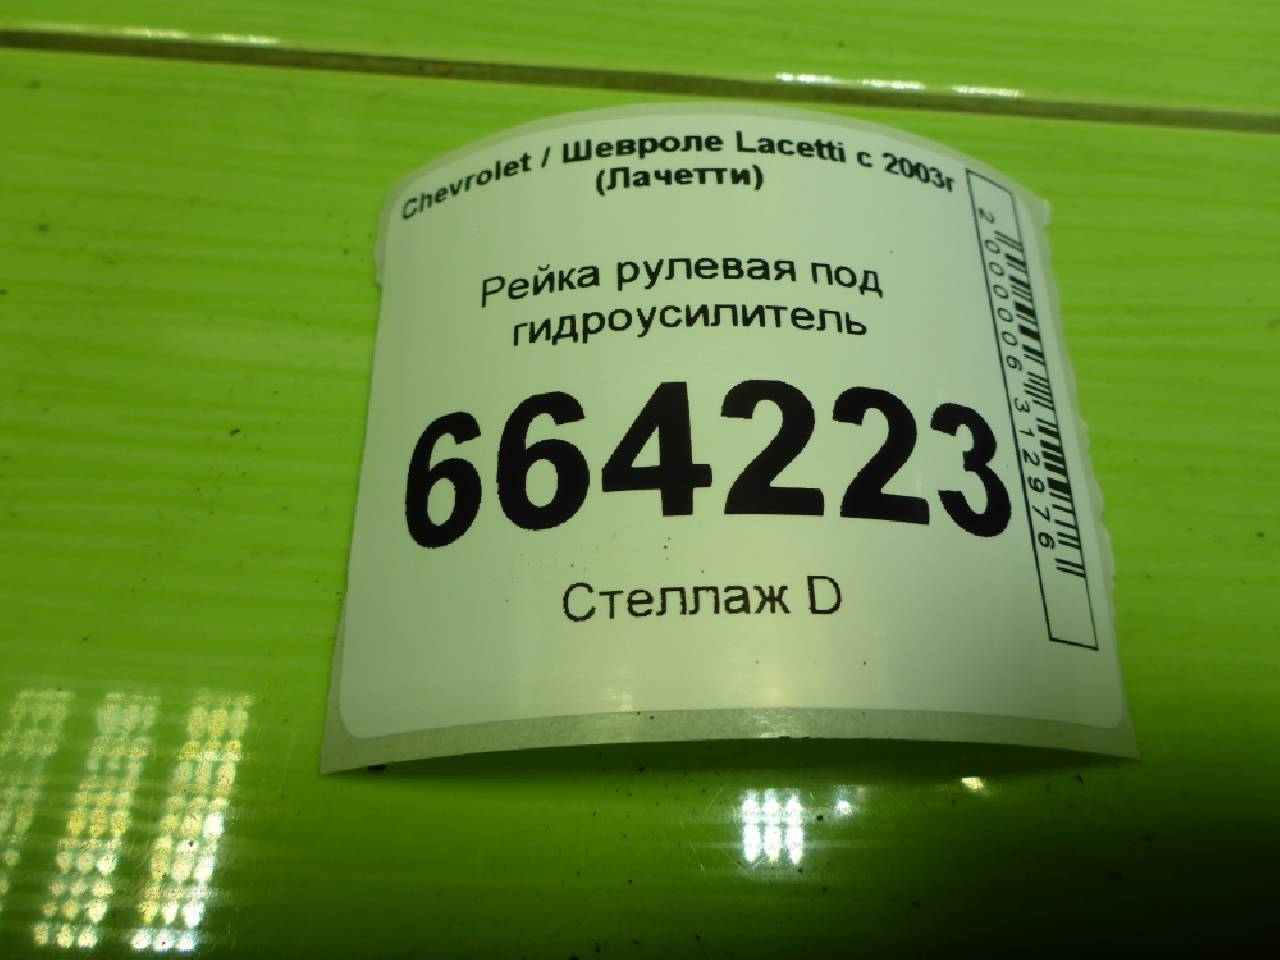 Chevrolet / Шевроле Lacetti с 2003г
(Лачетти)
Рейка рулевая под
гидроусилитель
664223
Стеллаж D
2000006312976